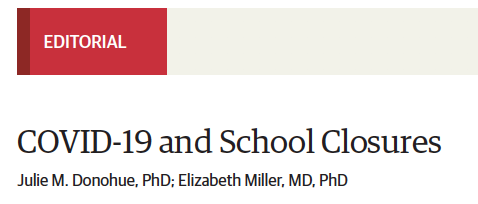 EDITORIAL
COVID-19 and School Closures
Julie M. Donohue, PhD; Elizabeth Miller, MD, PhD